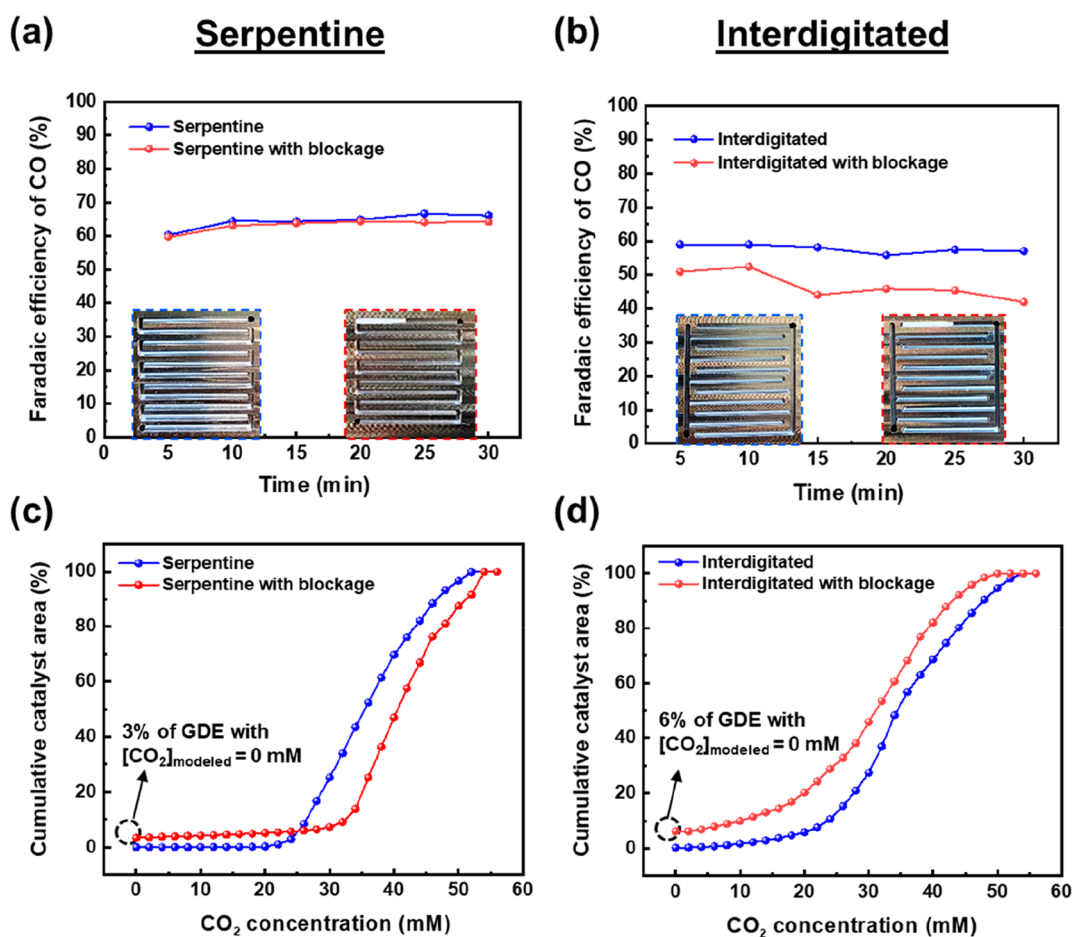 (a)
Serpentine
Faradaic efficiency of CO (%)
100
90
80
70
60
50
40
30
20
10
0
Serpentine
Serpentine with blockage
0
5
10
15
20
25
30
Time (min)
(b)
Interdigitated
Faradaic efficiency of CO (%)
100
90
80
70
60
50
40
30
20
10
0
Interdigitated
Interdigitated with blockage
5
10
15
20
25
30
Time (min)
(c)
Cumulative catalyst area (%)
100
80
60
40
20
0
Serpentine
Serpentine with blockage
3% of GDE with
[CO₂]modeled = 0 mM
0
10
20
30
40
50
60
CO₂ concentration (mM)
(d)
Cumulative catalyst area (%)
100
80
60
40
20
0
Interdigitated
Interdigitated with blockage
6% of GDE with
[CO₂]modeled = 0 mM
0
10
20
30
40
50
60
CO₂ concentration (mM)